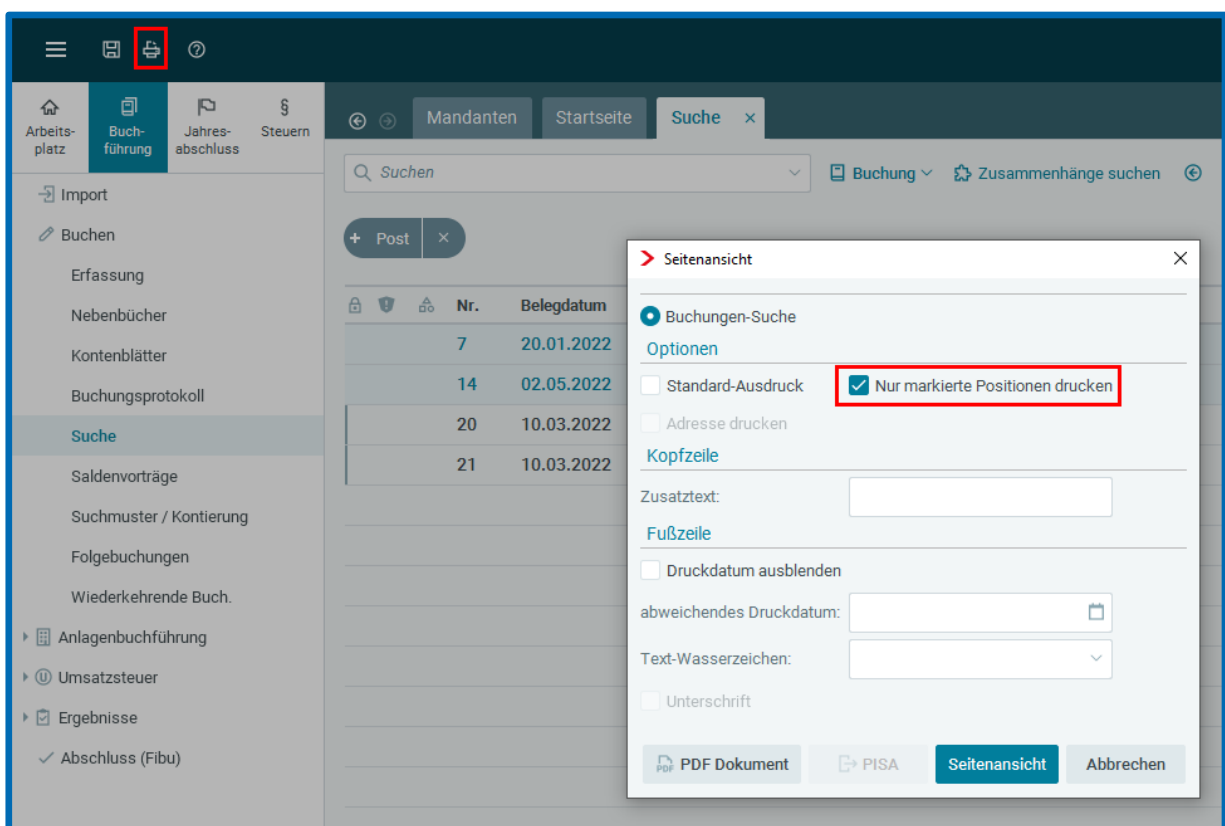 Arbeits-
platz
Buch-
führung
Jahres-
abschluss
§
Steuern
Mandanten
Startseite
Suche
Import
Buchen
Erfassung
Nebenbücher
Kontenblätter
Buchungsprotokoll
Suche
Saldenvorträge
Suchmuster / Kontierung
Folgebuchungen
Wiederkehrende Buch.
Anlagenbuchführung
Umsatzsteuer
Ergebnisse
Abschluss (Fibu)
Suchen
Buchung
Zusammenhänge suchen
+ Post
Nr. Belegdatum
7 20.01.2022
14 02.05.2022
20 10.03.2022
21 10.03.2022
Seitenansicht
Buchungen-Suche
Optionen
Standard-Ausdruck
Nur markierte Positionen drucken
Adresse drucken
Kopfzeile
Zusatztext:
Fußzeile
Druckdatum ausblenden
abweichendes Druckdatum:
Text-Wasserzeichen:
Unterschrift
PDF PDF Dokument
PISA
Seitenansicht
Abbrechen